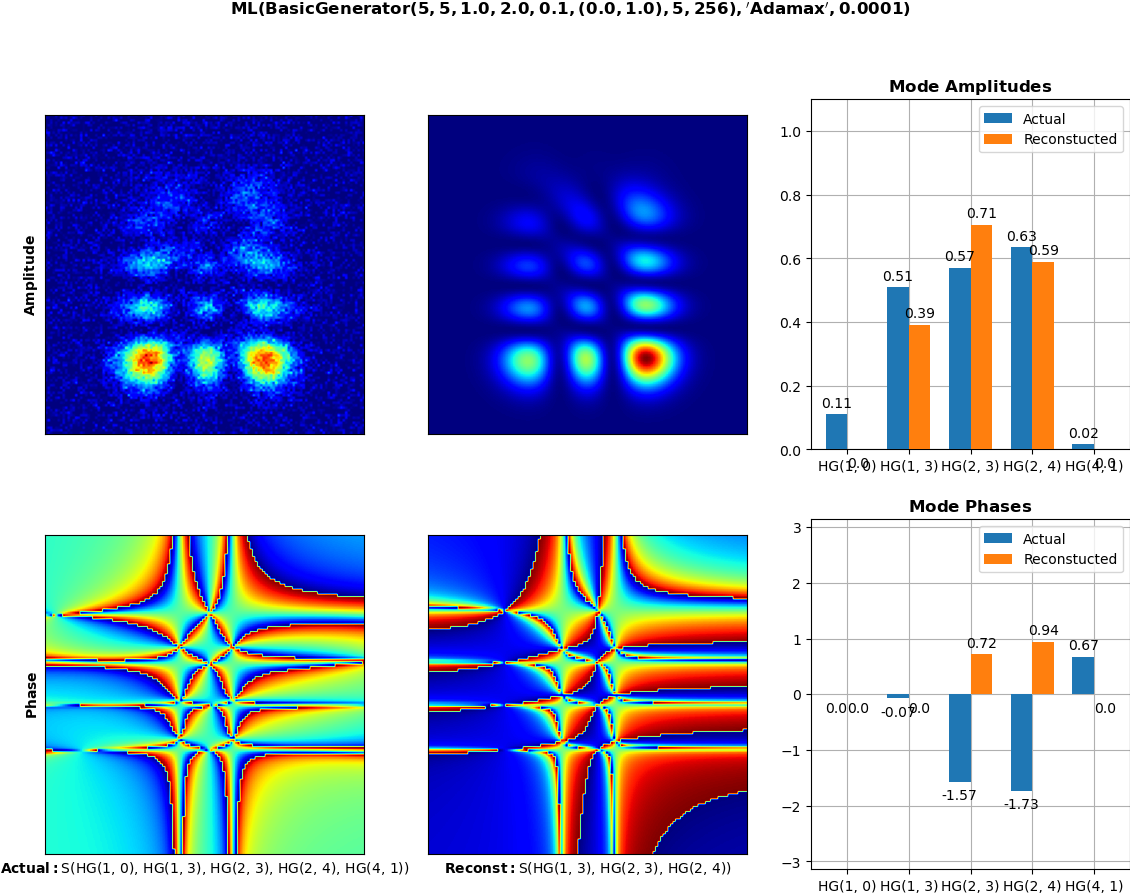 ML(BasicGenerator(5, 5, 1.0, 2.0, 0.1, (0.0, 1.0), 5, 256), ′Adamax′, 0.0001)
Mode Amplitudes
Actual
Reconstucted
1.0
0.8
0.6
0.4
0.2
0.0
0.11
0.0
0.51
0.39
0.57
0.71
0.63
0.59
0.02
0.0
HG(1, 0)
HG(1, 3)
HG(2, 3)
HG(2, 4)
HG(4, 1)
Amplitude
Mode Phases
Actual
Reconstucted
3
2
1
0
−1
−2
−3
0.0
0.0
-0.07
0.0
-1.57
0.72
-1.73
0.94
0.67
0.0
HG(1, 0)
HG(1, 3)
HG(2, 3)
HG(2, 4)
HG(4, 1)
Phase
Actual: S(HG(1, 0), HG(1, 3), HG(2, 3), HG(2, 4), HG(4, 1))
Reconst: S(HG(1, 3), HG(2, 3), HG(2, 4))